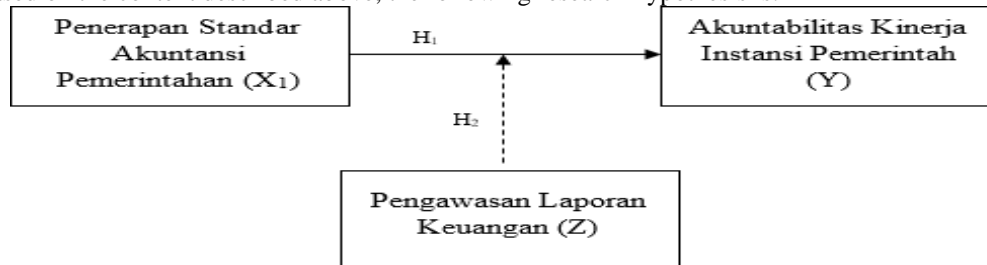 Penerapan Standar
Akuntansi
Pemerintahan (X₁)
H₁
Akuntabilitas Kinerja
Instansi Pemerintah
(Y)
H₂
Pengawasan Laporan
Keuangan (Z)